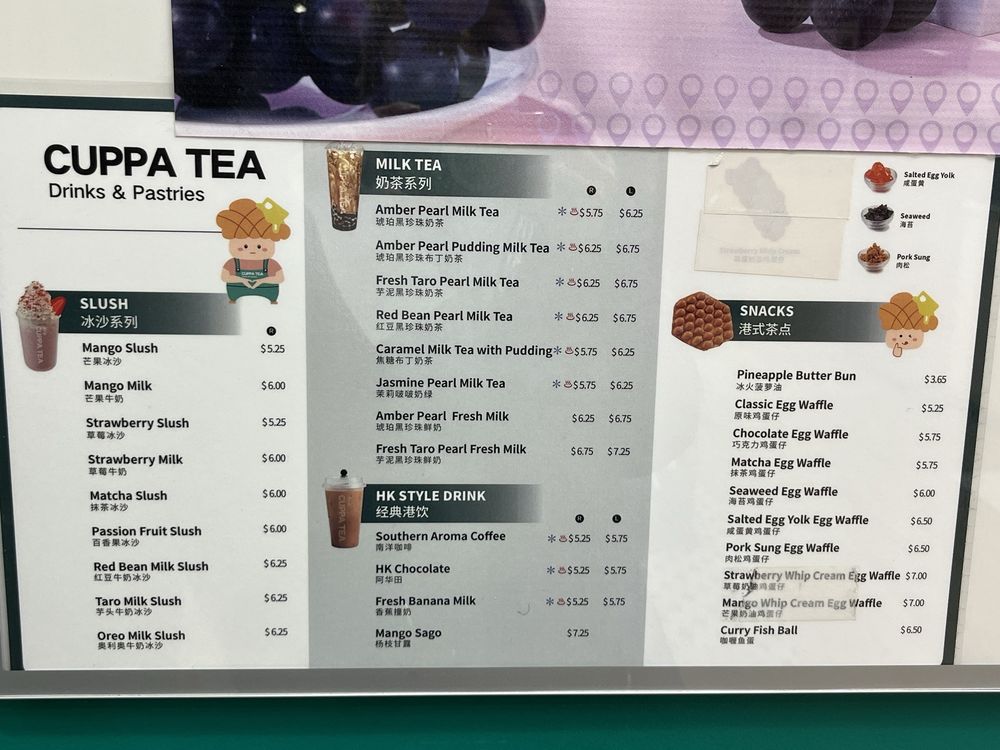 CUPPA TEA
Drinks & Pastries
CUPPA TEA
CUPPA TEA
SLUSH
冰沙系列
R
Mango Slush $5.25
芒果冰沙
Mango Milk $6.00
芒果牛奶
Strawberry Slush $5.25
草莓冰沙
Strawberry Milk $6.00
草莓牛奶
Matcha Slush $6.00
抹茶冰沙
Passion Fruit Slush $6.00
百香果冰沙
Red Bean Milk Slush $6.25
红豆牛奶冰沙
Taro Milk Slush $6.25
芋头牛奶冰沙
Oreo Milk Slush $6.25
奥利奥牛奶冰沙
MILK TEA
奶茶系列
R L
Amber Pearl Milk Tea $5.75 $6.25
琥珀黑珍珠奶茶
Amber Pearl Pudding Milk Tea $6.25 $6.75
琥珀黑珍珠布丁奶茶
Fresh Taro Pearl Milk Tea $6.25 $6.75
芋泥黑珍珠奶茶
Red Bean Pearl Milk Tea $6.25 $6.75
红豆黑珍珠奶茶
Caramel Milk Tea with Pudding $5.75 $6.25
焦糖布丁奶茶
Jasmine Pearl Milk Tea $5.75 $6.25
茉莉啵啵奶绿
Amber Pearl Fresh Milk $6.25 $6.75
琥珀黑珍珠鲜奶
Fresh Taro Pearl Fresh Milk $6.75 $7.25
芋泥黑珍珠鲜奶
CUPPA TEA
HK STYLE DRINK
经典港饮
R L
Southern Aroma Coffee $5.25 $5.75
南洋咖啡
HK Chocolate $5.25 $5.75
阿华田
Fresh Banana Milk $5.25 $5.75
香蕉撞奶
Mango Sago $7.25
杨枝甘露
Strawberry Whip Cream
Salted Egg Yolk
咸蛋黄
Seaweed
海苔
Pork Sung
肉松
SNACKS
港式茶点
Pineapple Butter Bun $3.65
冰火菠萝油
Classic Egg Waffle $5.25
原味鸡蛋仔
Chocolate Egg Waffle $5.75
巧克力鸡蛋仔
Matcha Egg Waffle $5.75
抹茶鸡蛋仔
Seaweed Egg Waffle $6.00
海苔鸡蛋仔
Salted Egg Yolk Egg Waffle $6.50
咸蛋黄鸡蛋仔
Pork Sung Egg Waffle $6.50
肉松鸡蛋仔
Strawberry Whip Cream Egg Waffle $7.00
草莓奶油鸡蛋仔
Mango Whip Cream Egg Waffle $7.00
芒果奶油鸡蛋仔
Curry Fish Ball $6.50
咖喱鱼蛋